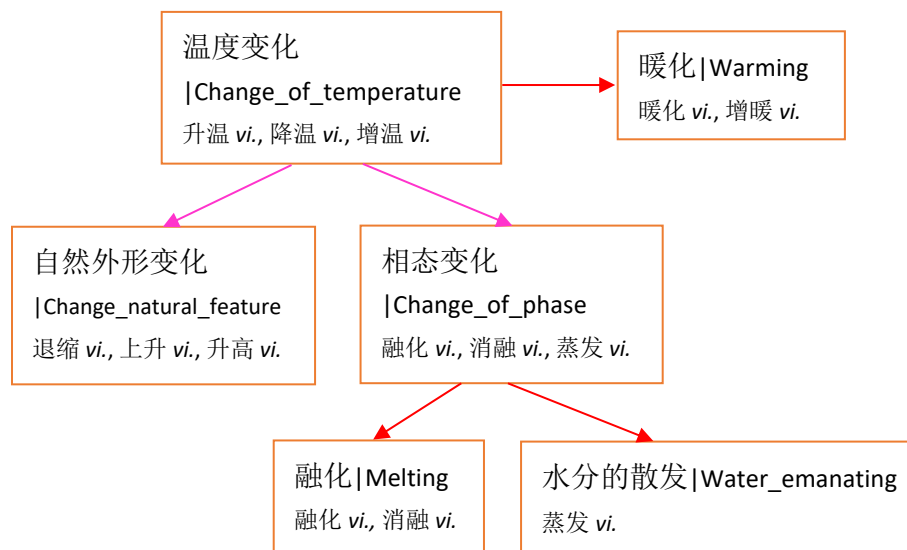 温度变化
|Change_of_temperature
升温 vi., 降温 vi., 增温 vi.
暖化|Warming
暖化 vi., 增暖 vi.
自然外形变化
|Change_natural_feature
退缩 vi., 上升 vi., 升高 vi.
相态变化
|Change_of_phase
融化 vi., 消融 vi., 蒸发 vi.
融化|Melting
融化 vi., 消融 vi.
水分的散发|Water_emanating
蒸发 vi.